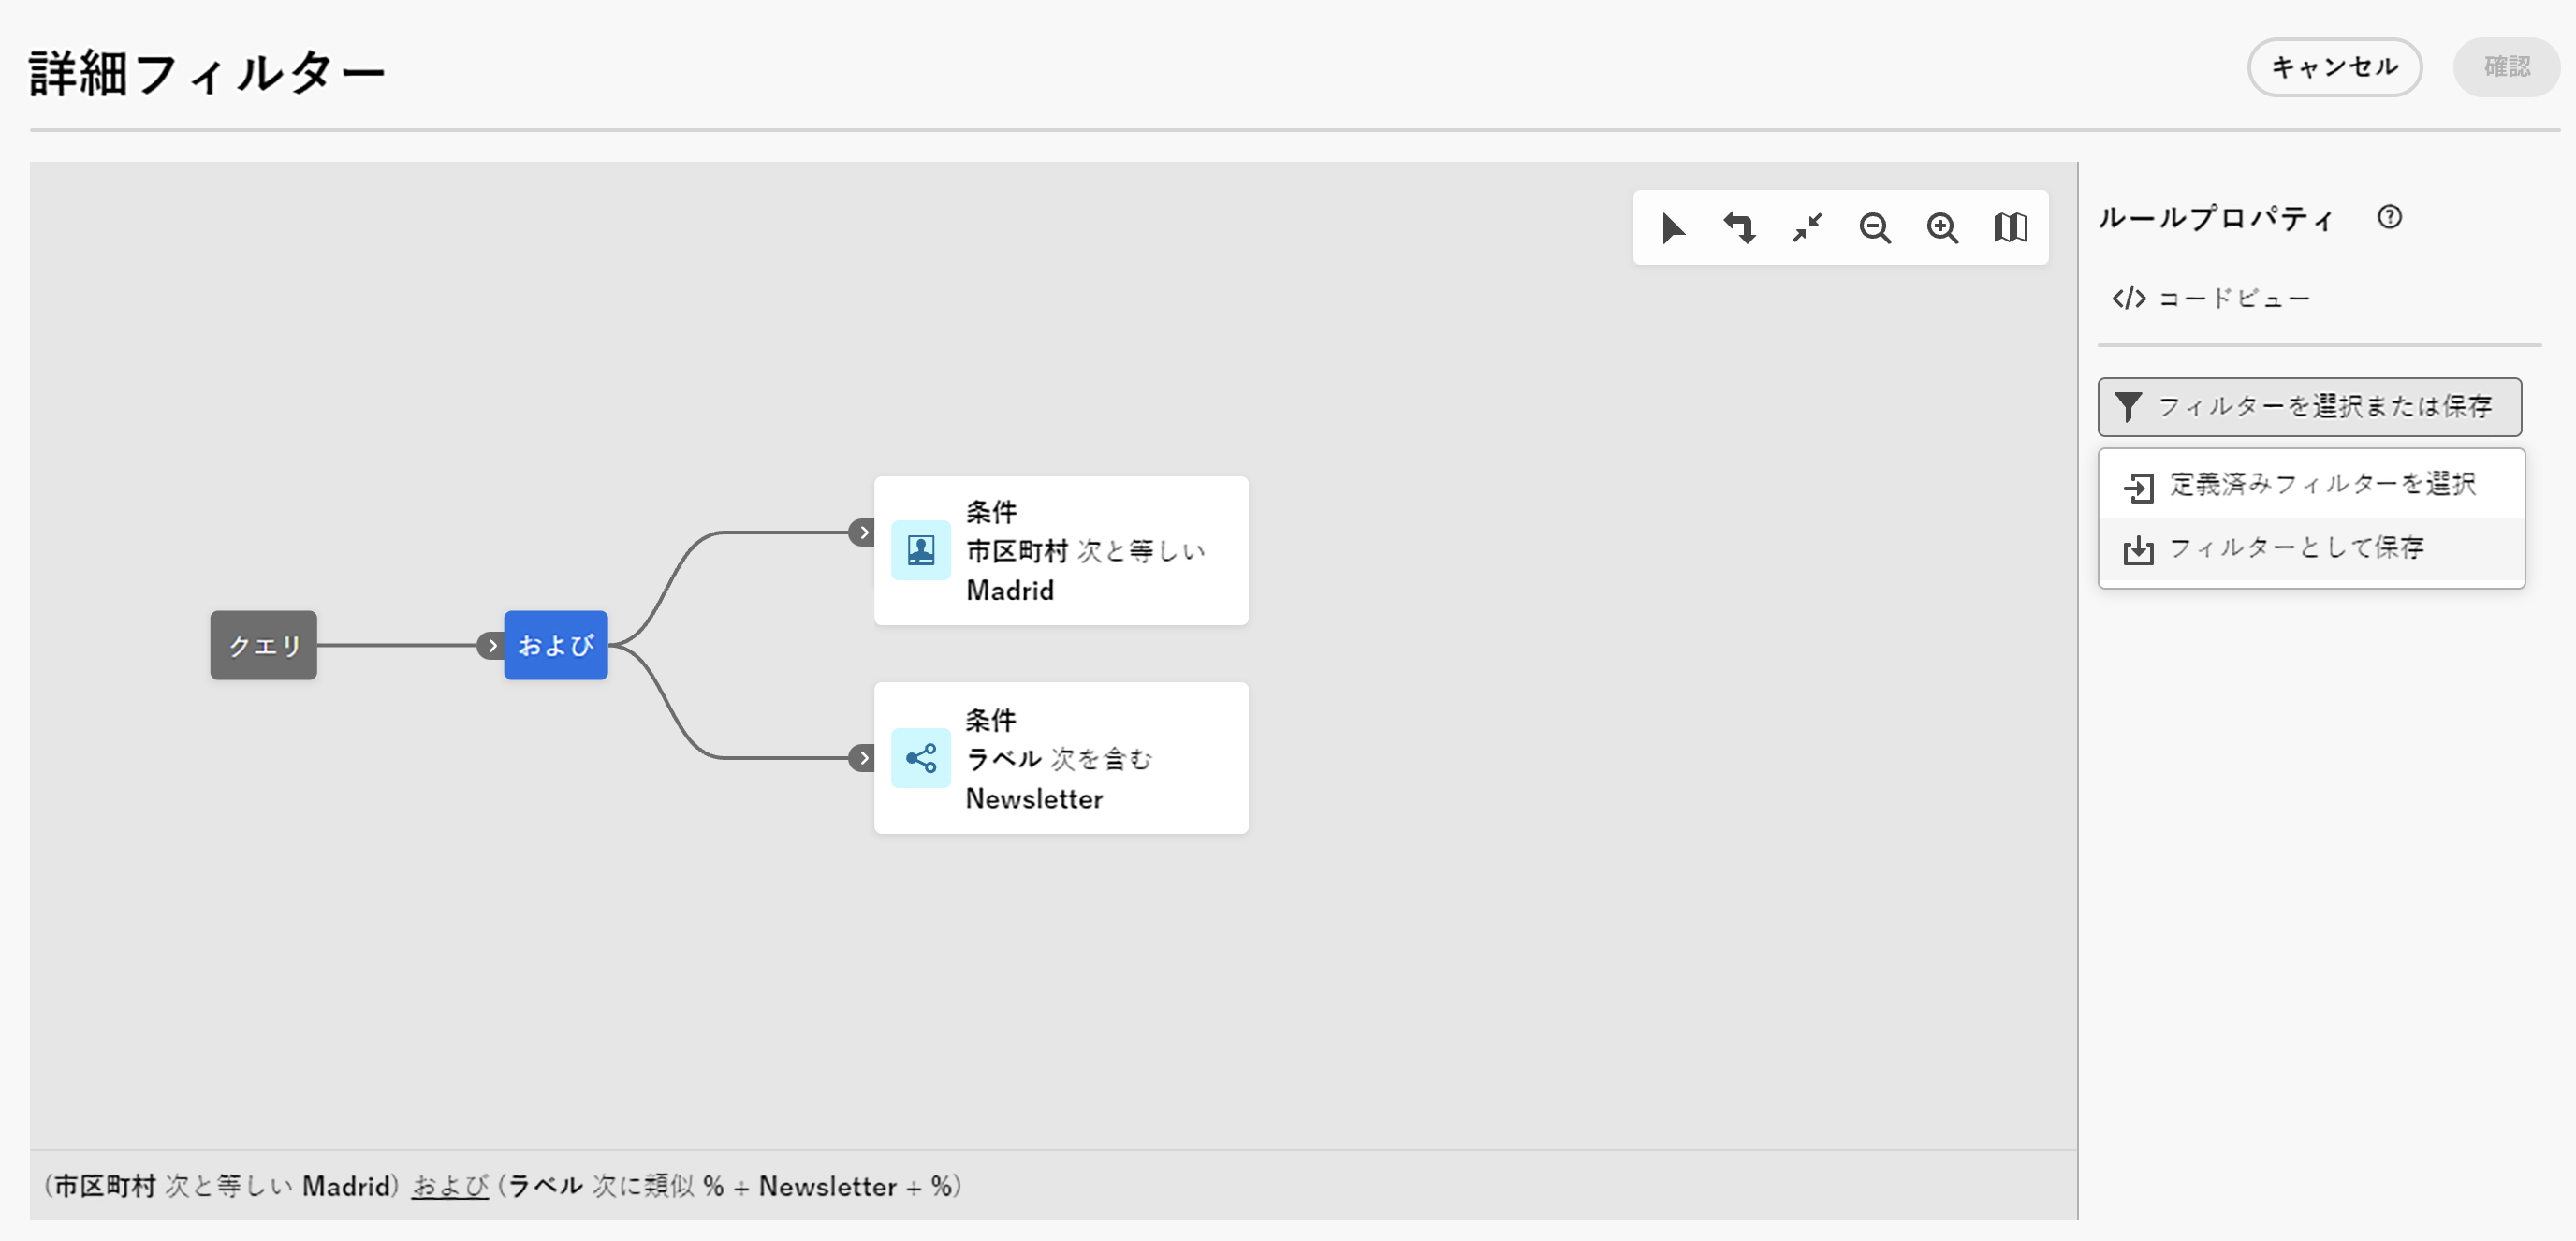 詳細フィルター
キャンセル
確認
ルールプロパティ
コードビュー
フィルターを選択または保存
定義済みフィルターを選択
フィルターとして保存
クエリ
および
条件
市区町村 次と等しい
Madrid
条件
ラベル 次を含む
Newsletter
(市区町村 次と等しい Madrid) および (ラベル 次に類似 % + Newsletter + %)